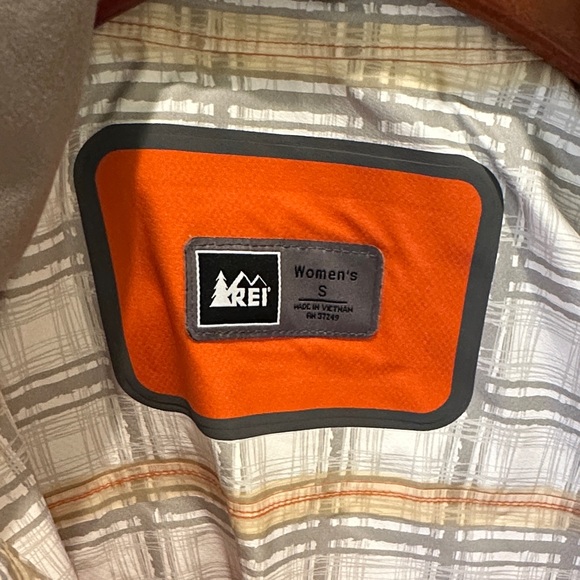 REI
Women's
S
MADE IN VIETNAM
RN 37249